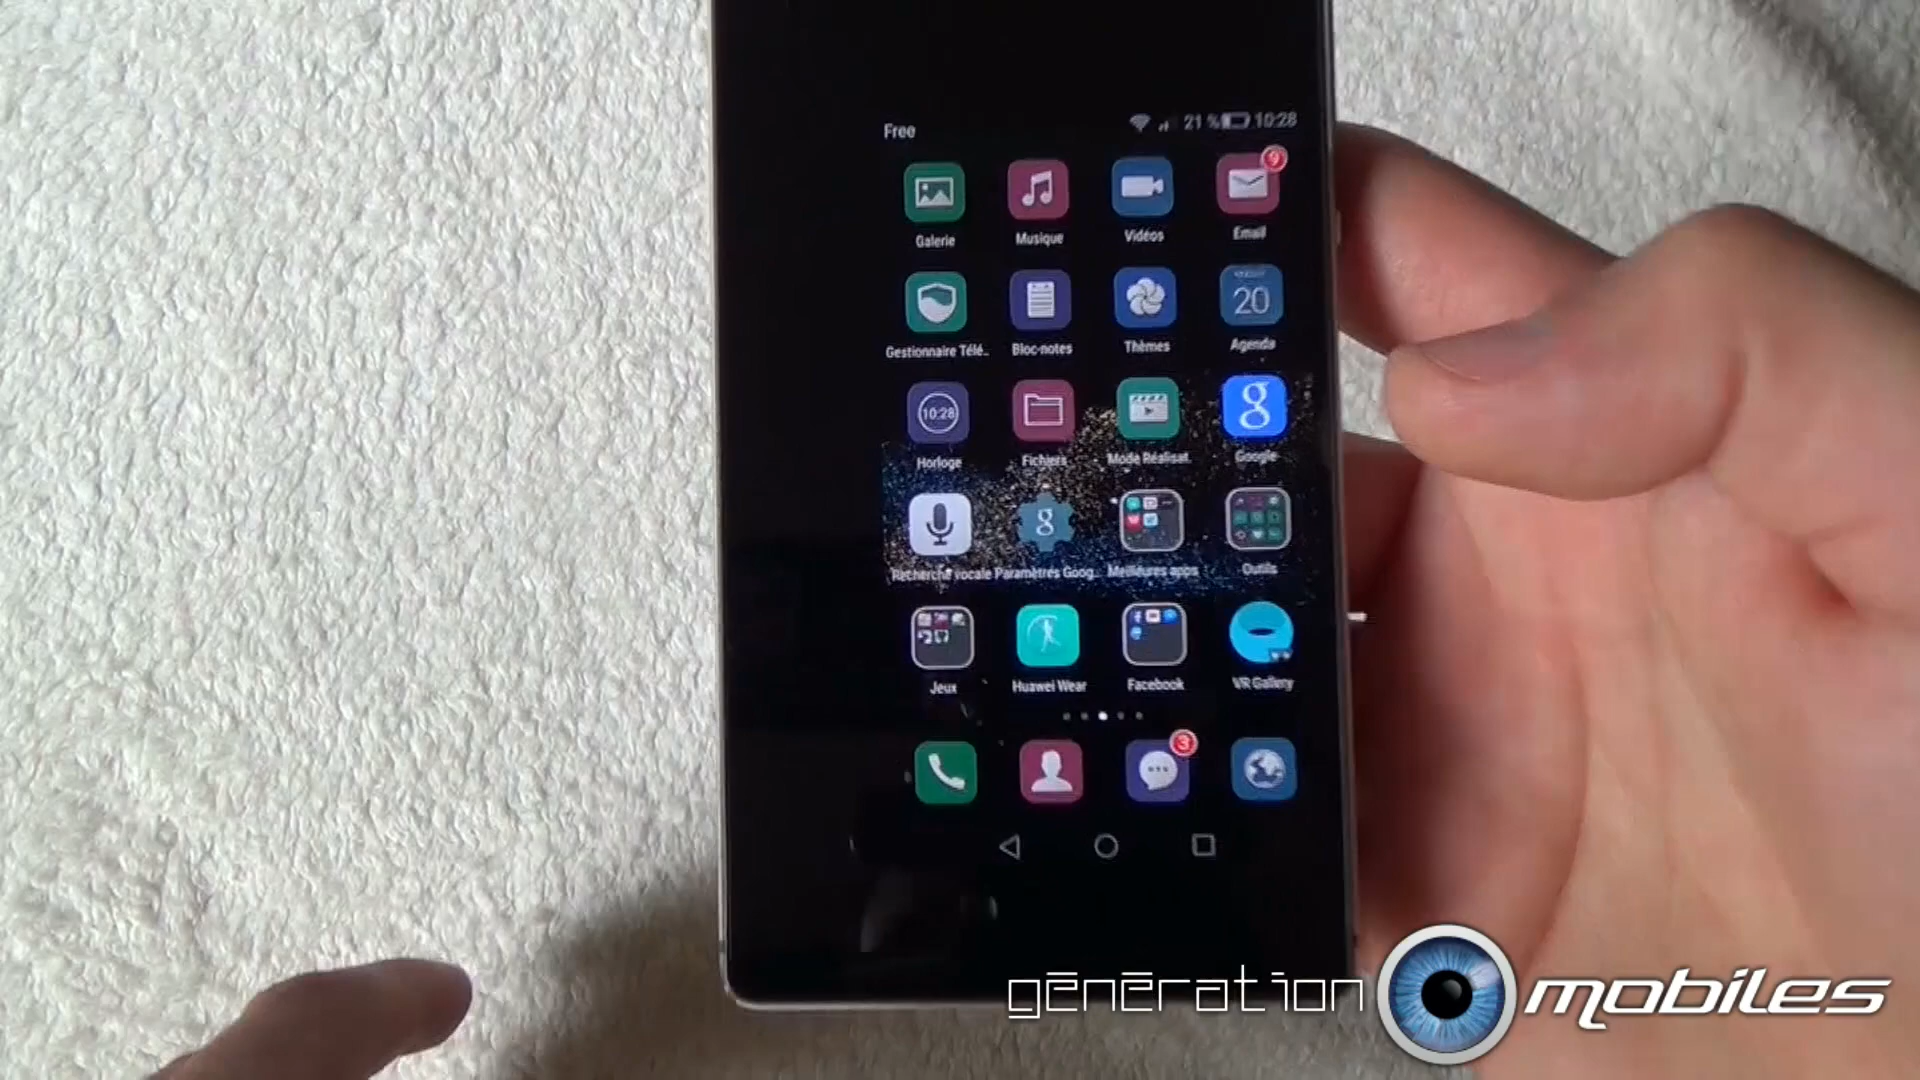 Free 21 % 10:28
9
Galerie Musique Vidéos Email
20
Gestionnaire Télé... Bloc-notes Thèmes Agenda
10:28 g
Horloge Fichiers Mode Réalisat... Google
g
Recherche vocale Paramètres Goog... Meilleures apps Outils
Jeux Huawei Wear Facebook VR Gallery
3
generation mobiles